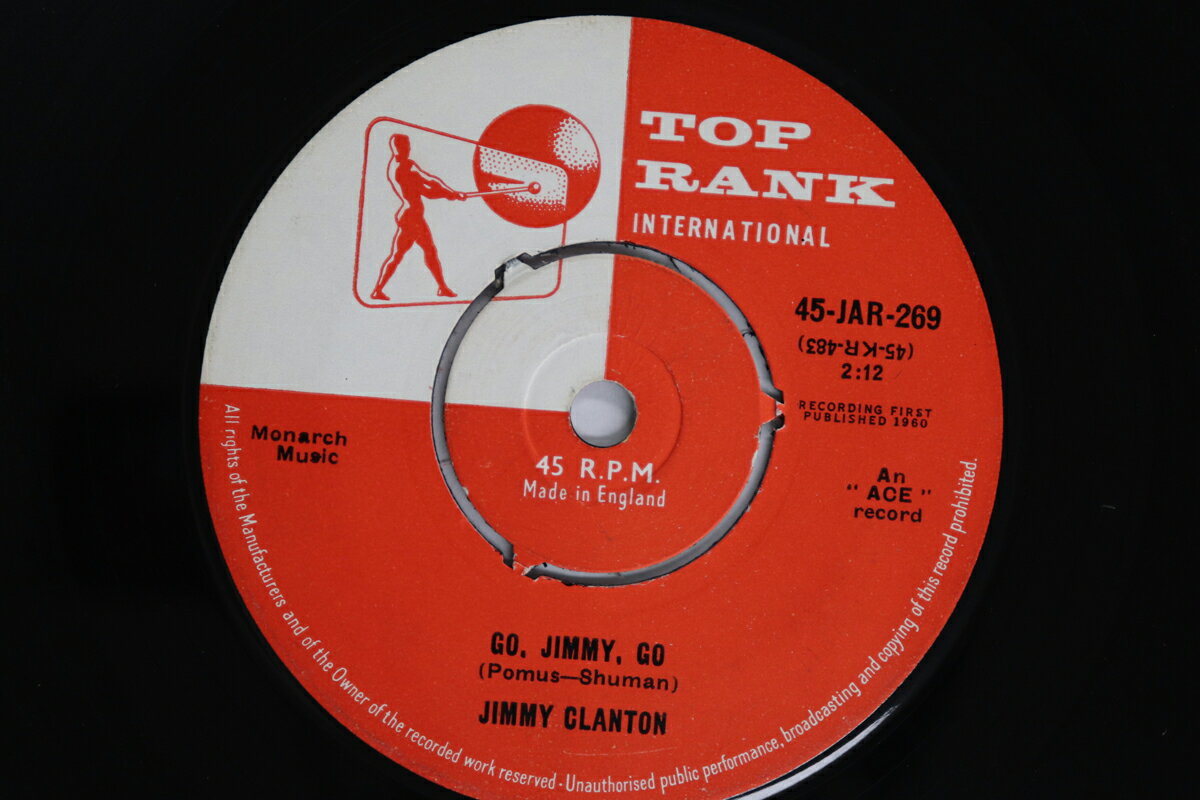 TOP
RANK
INTERNATIONAL
45-JAR-269
(45-KR-483)
2:12
RECORDING FIRST
PUBLISHED 1960
Monarch
Music
An
" ACE "
record
45 R.P.M.
Made in England
GO, JIMMY, GO
(Pomus—Shuman)
JIMMY CLANTON
All rights of the Manufacturers and of the Owner of the recorded work reserved - Unauthorised public performance, broadcasting and copying of this record prohibited.